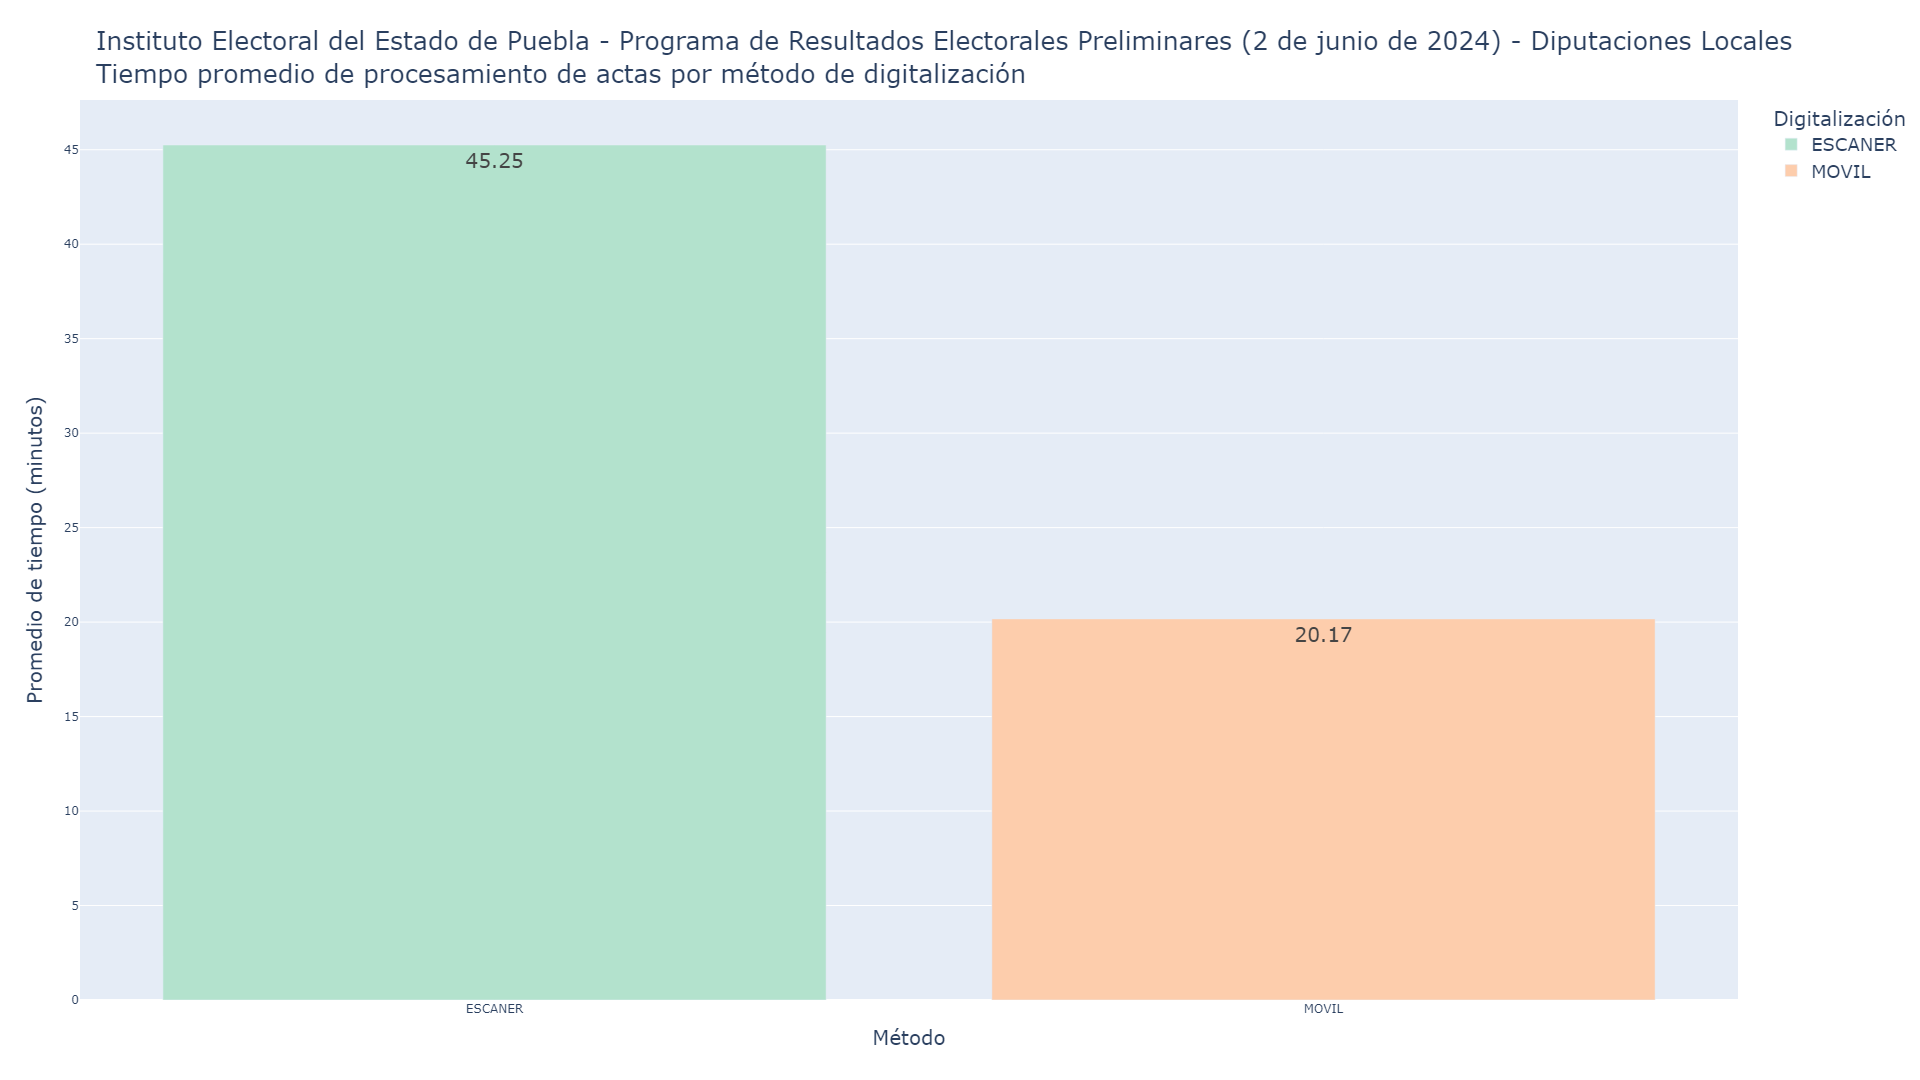 Instituto Electoral del Estado de Puebla - Programa de Resultados Electorales Preliminares (2 de junio de 2024) - Diputaciones Locales
Tiempo promedio de procesamiento de actas por método de digitalización
Digitalización
ESCANER
MOVIL
Promedio de tiempo (minutos)
45
40
35
30
25
20
15
10
5
0
45.25
20.17
ESCANER
MOVIL
Método